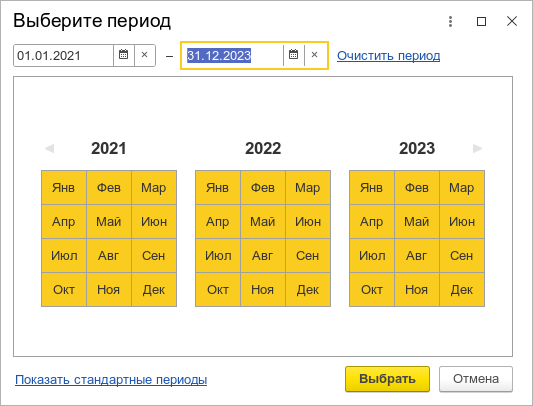 Выберите период
01.01.2021 × – 31.12.2023 × Очистить период
2021 2022 2023
Янв Фев Мар Янв Фев Мар Янв Фев Мар
Апр Май Июн Апр Май Июн Апр Май Июн
Июл Авг Сен Июл Авг Сен Июл Авг Сен
Окт Ноя Дек Окт Ноя Дек Окт Ноя Дек
Показать стандартные периоды Выбрать Отмена